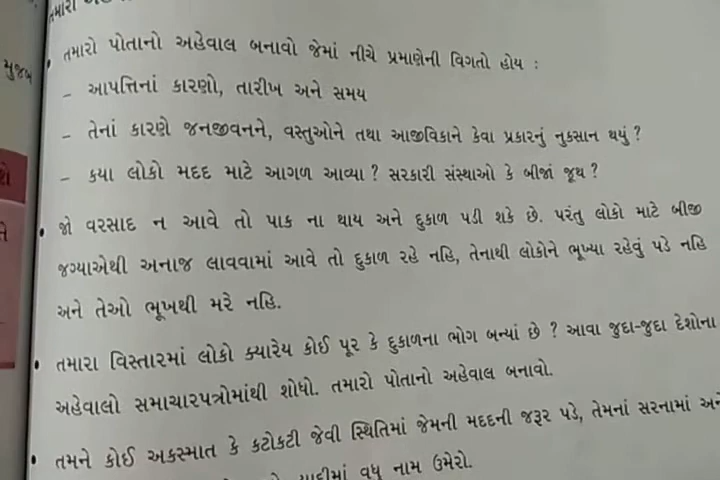 તમારો
તમારો પોતાનો અહેવાલ બનાવો જેમાં નીચે પ્રમાણેની વિગતો હોય :
મુજબ
– આપત્તિનાં કારણો, તારીખ અને સમય
– તેનાં કારણે જનજીવનને, વસ્તુઓને તથા આજીવિકાને કેવા પ્રકારનું નુકસાન થયું ?
– કયા લોકો મદદ માટે આગળ આવ્યા ? સરકારી સંસ્થાઓ કે બીજાં જૂથ ?
• જો વરસાદ ન આવે તો પાક ના થાય અને દુકાળ પડી શકે છે. પરંતુ લોકો માટે બીજી
જગ્યાએથી અનાજ લાવવામાં આવે તો દુકાળ રહે નહિ, તેનાથી લોકોને ભૂખ્યા રહેવું પડે નહિ
અને તેઓ ભૂખથી મરે નહિ.
• તમારા વિસ્તારમાં લોકો ક્યારેય કોઈ પૂર કે દુકાળના ભોગ બન્યાં છે ? આવા જુદા-જુદા દેશોના
અહેવાલો સમાચારપત્રોમાંથી શોધો. તમારો પોતાનો અહેવાલ બનાવો.
• તમને કોઈ અકસ્માત કે કટોકટી જેવી સ્થિતિમાં જેમની મદદની જરૂર પડે, તેમનાં સરનામાં અને
યાદીમાં વધુ નામ ઉમેરો.